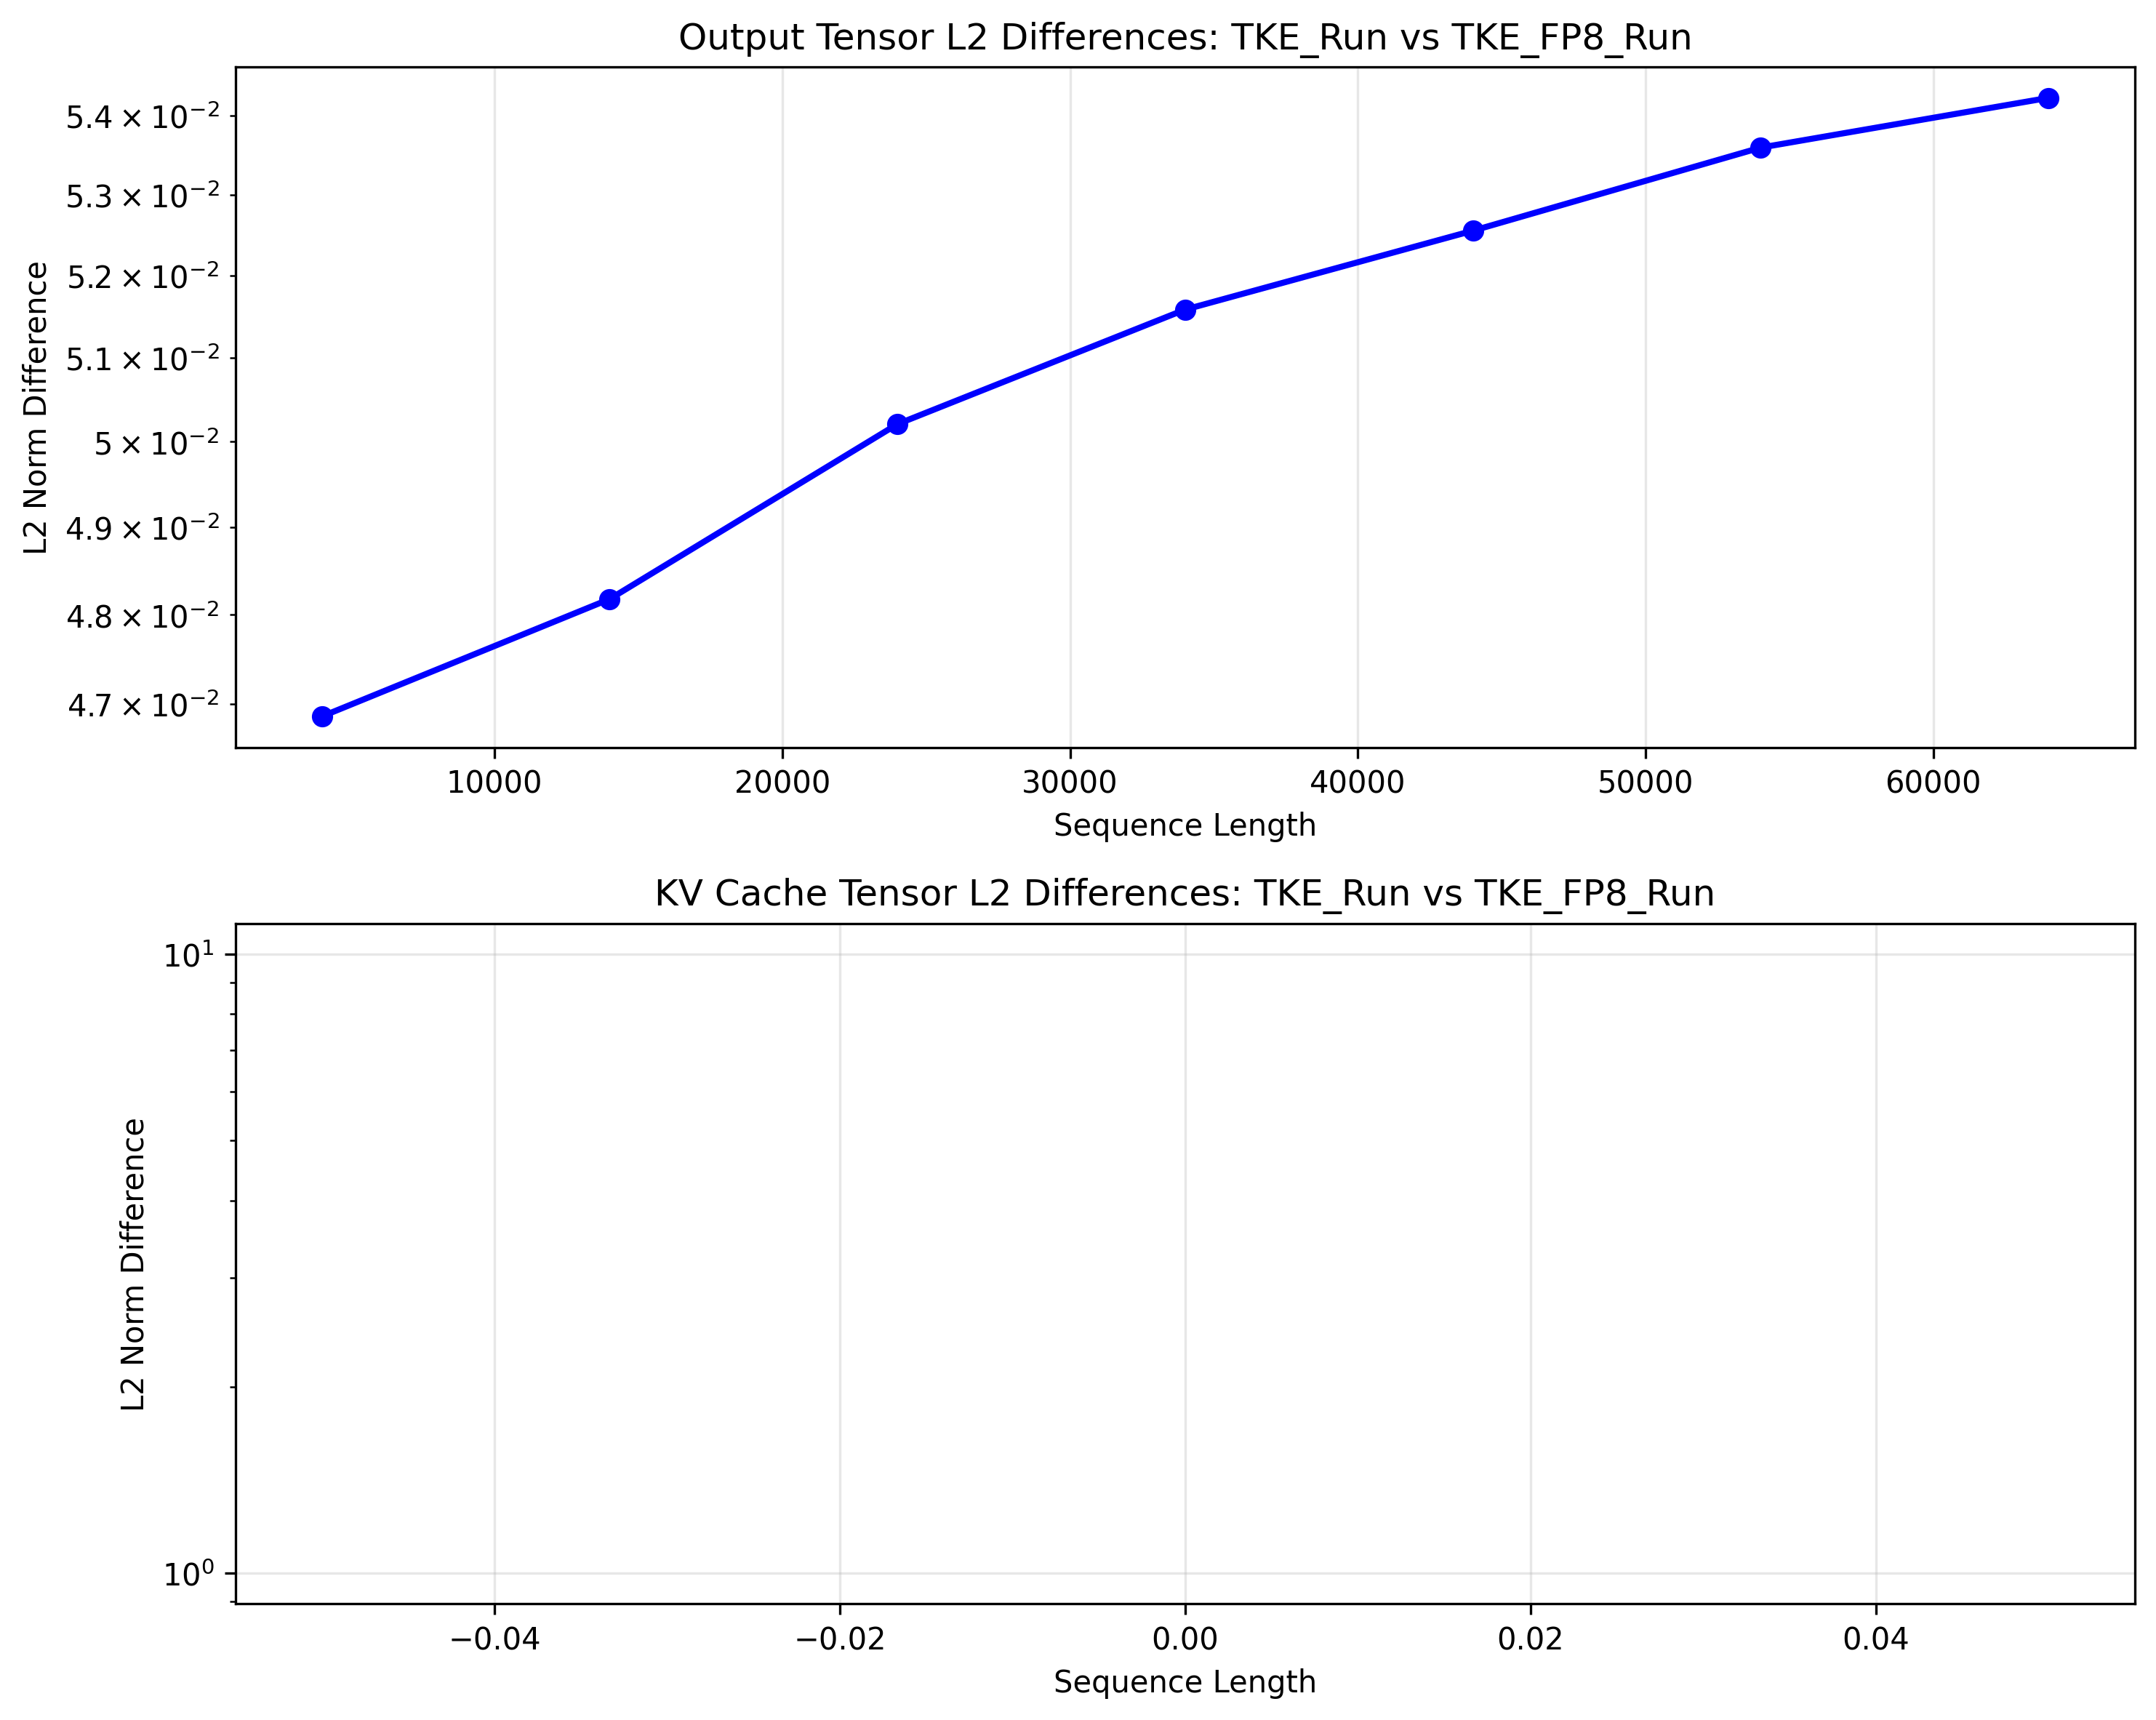 Output Tensor L2 Differences: TKE_Run vs TKE_FP8_Run
L2 Norm Difference
5.4 × 10⁻²
5.3 × 10⁻²
5.2 × 10⁻²
5.1 × 10⁻²
5 × 10⁻²
4.9 × 10⁻²
4.8 × 10⁻²
4.7 × 10⁻²
10000 20000 30000 40000 50000 60000
Sequence Length
KV Cache Tensor L2 Differences: TKE_Run vs TKE_FP8_Run
L2 Norm Difference
10¹
10⁰
−0.04 −0.02 0.00 0.02 0.04
Sequence Length